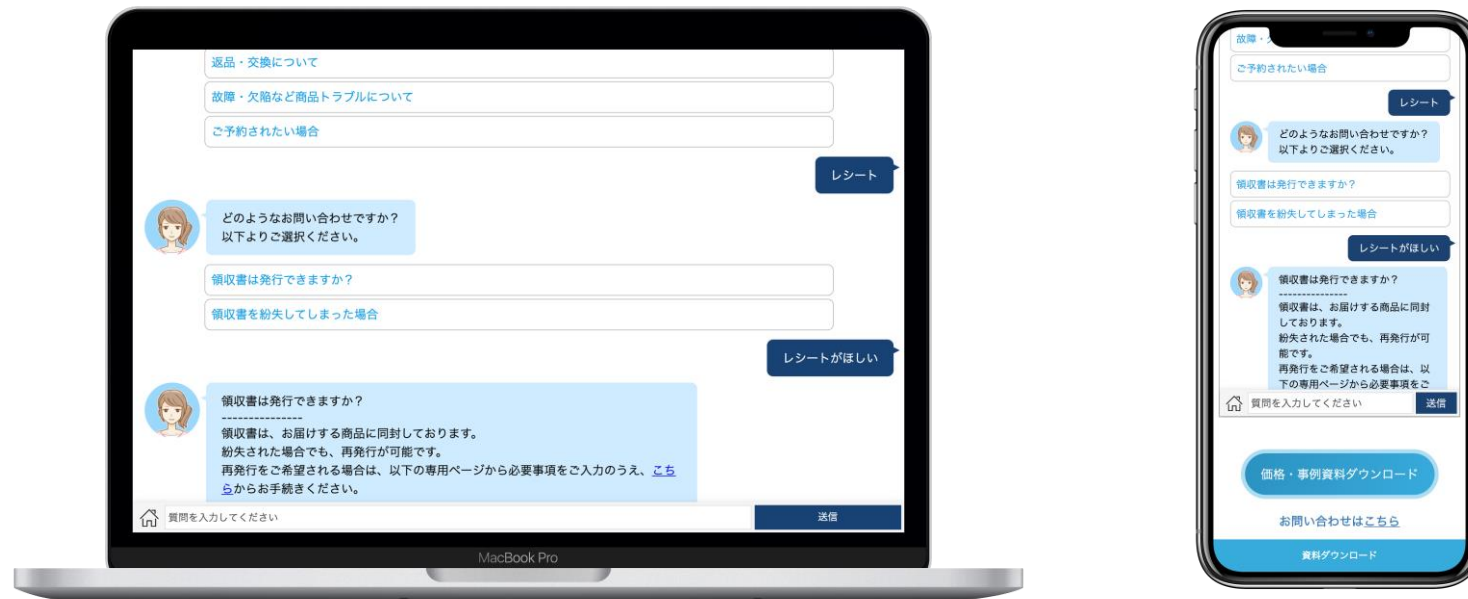 返品・交換について
故障・欠陥など商品トラブルについて
ご予約されたい場合
レシート
どのようなお問い合わせですか？
以下よりご選択ください。
領収書は発行できますか？
領収書を紛失してしまった場合
レシートがほしい
領収書は発行できますか？
---------------
領収書は、お届けする商品に同封しております。
紛失された場合でも、再発行が可能です。
再発行をご希望される場合は、以下の専用ページから必要事項をご入力のうえ、こち
らからお手続きください。
質問を入力してください
送信
MacBook Pro
故障・
ご予約されたい場合
レシート
どのようなお問い合わせですか？
以下よりご選択ください。
領収書は発行できますか？
領収書を紛失してしまった場合
レシートがほしい
領収書は発行できますか？
---------------
領収書は、お届けする商品に同封
しております。
紛失された場合でも、再発行が可
能です。
再発行をご希望される場合は、以
下の専用ページから必要事項をご
質問を入力してください
送信
価格・事例資料ダウンロード
お問い合わせはこちら
資料ダウンロード